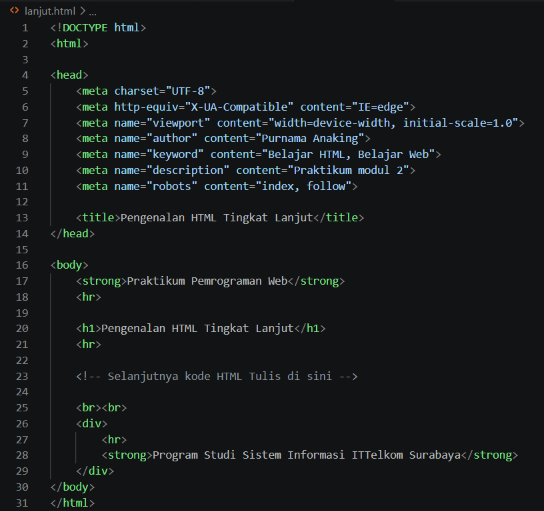 lanjut.html > ...
1 <!DOCTYPE html>
2 <html>
3
4 <head>
5     <meta charset="UTF-8">
6     <meta http-equiv="X-UA-Compatible" content="IE=edge">
7     <meta name="viewport" content="width=device-width, initial-scale=1.0">
8     <meta name="author" content="Purnama Anaking">
9     <meta name="keyword" content="Belajar HTML, Belajar Web">
10     <meta name="description" content="Praktikum modul 2">
11     <meta name="robots" content="index, follow">
12
13     <title>Pengenalan HTML Tingkat Lanjut</title>
14 </head>
15
16 <body>
17     <strong>Praktikum Pemrograman Web</strong>
18     <hr>
19
20     <h1>Pengenalan HTML Tingkat Lanjut</h1>
21     <hr>
22
23     <!-- Selanjutnya kode HTML Tulis di sini -->
24
25     <br><br>
26     <div>
27         <hr>
28         <strong>Program Studi Sistem Informasi ITTelkom Surabaya</strong>
29     </div>
30 </body>
31 </html>